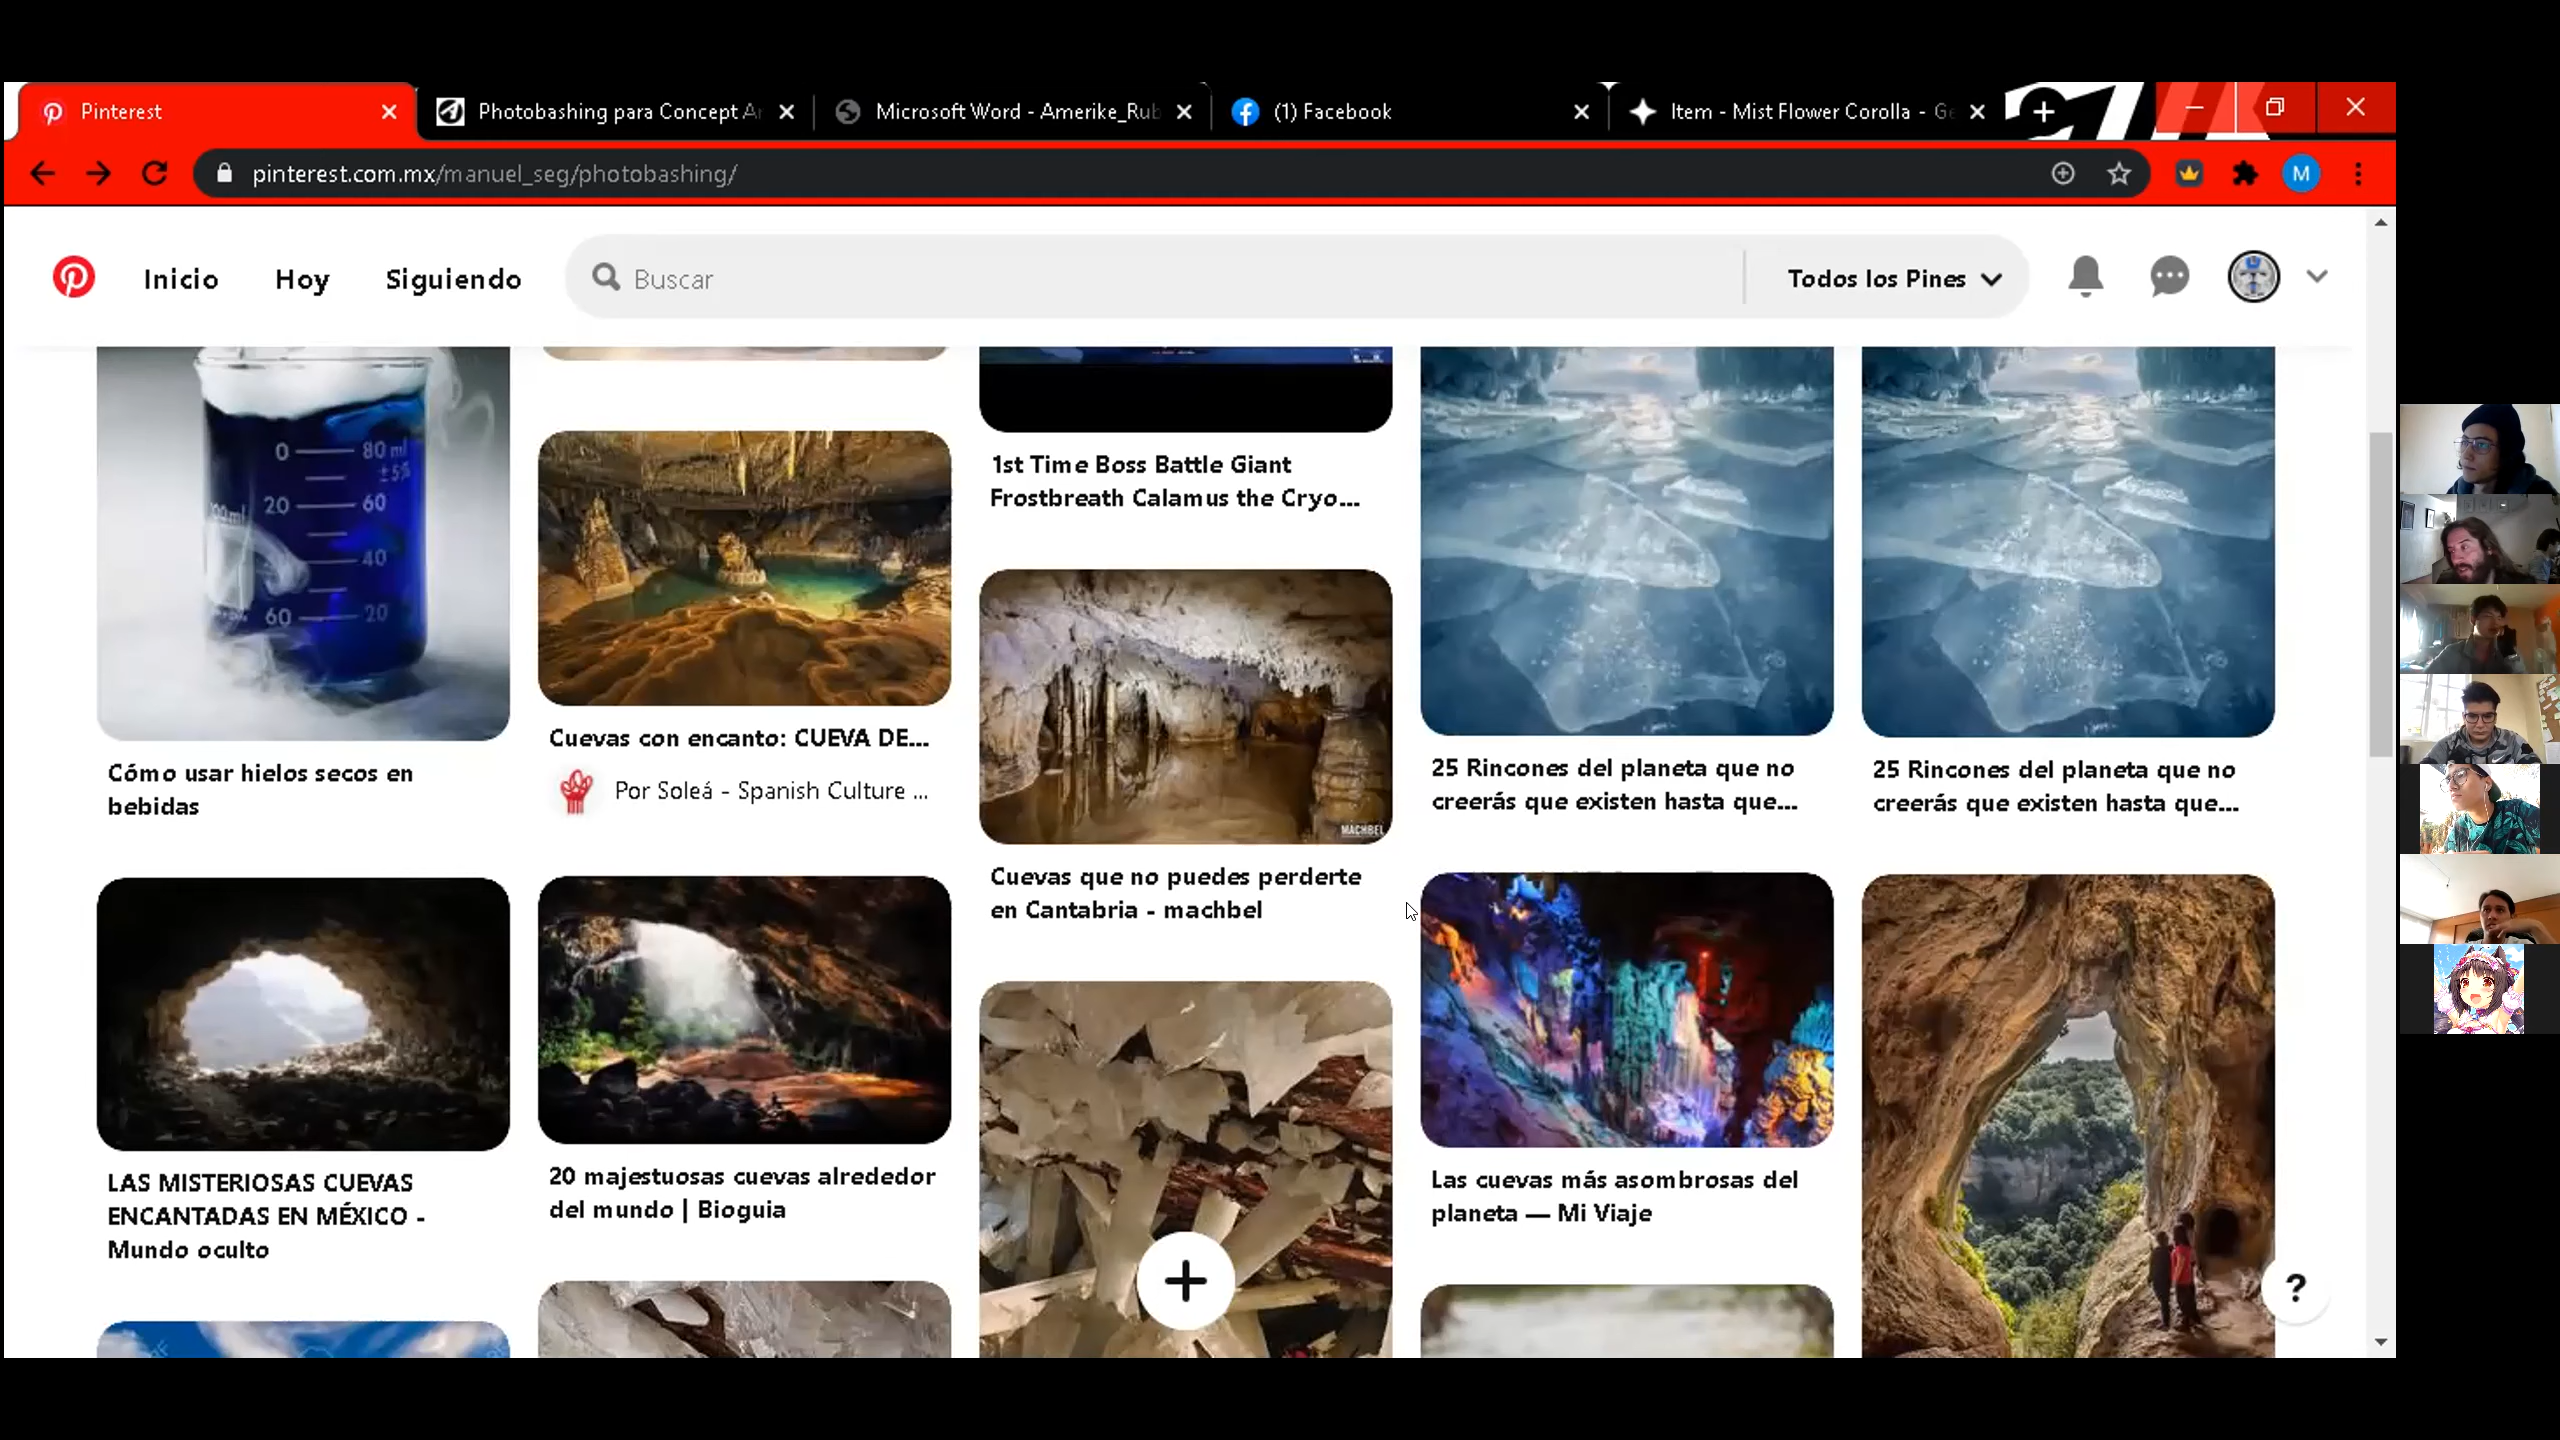 Pinterest
Photobashing para Concept Ar
Microsoft Word - Amerike_Rub
(1) Facebook
Item - Mist Flower Corolla - Ge
pinterest.com.mx/manuel_seg/photobashing/
M
Inicio
Hoy
Siguiendo
Buscar
Todos los Pines
0 80 ml
±5%
20 60
100ml
40
60 20
Cómo usar hielos secos en
bebidas
Cuevas con encanto: CUEVA DE...
Por Soleá - Spanish Culture ...
1st Time Boss Battle Giant
Frostbreath Calamus the Cryo...
MACHBEL
Cuevas que no puedes perderte
en Cantabria - machbel
25 Rincones del planeta que no
creerás que existen hasta que...
25 Rincones del planeta que no
creerás que existen hasta que...
LAS MISTERIOSAS CUEVAS
ENCANTADAS EN MÉXICO -
Mundo oculto
20 majestuosas cuevas alrededor
del mundo | Bioguia
Las cuevas más asombrosas del
planeta — Mi Viaje
?